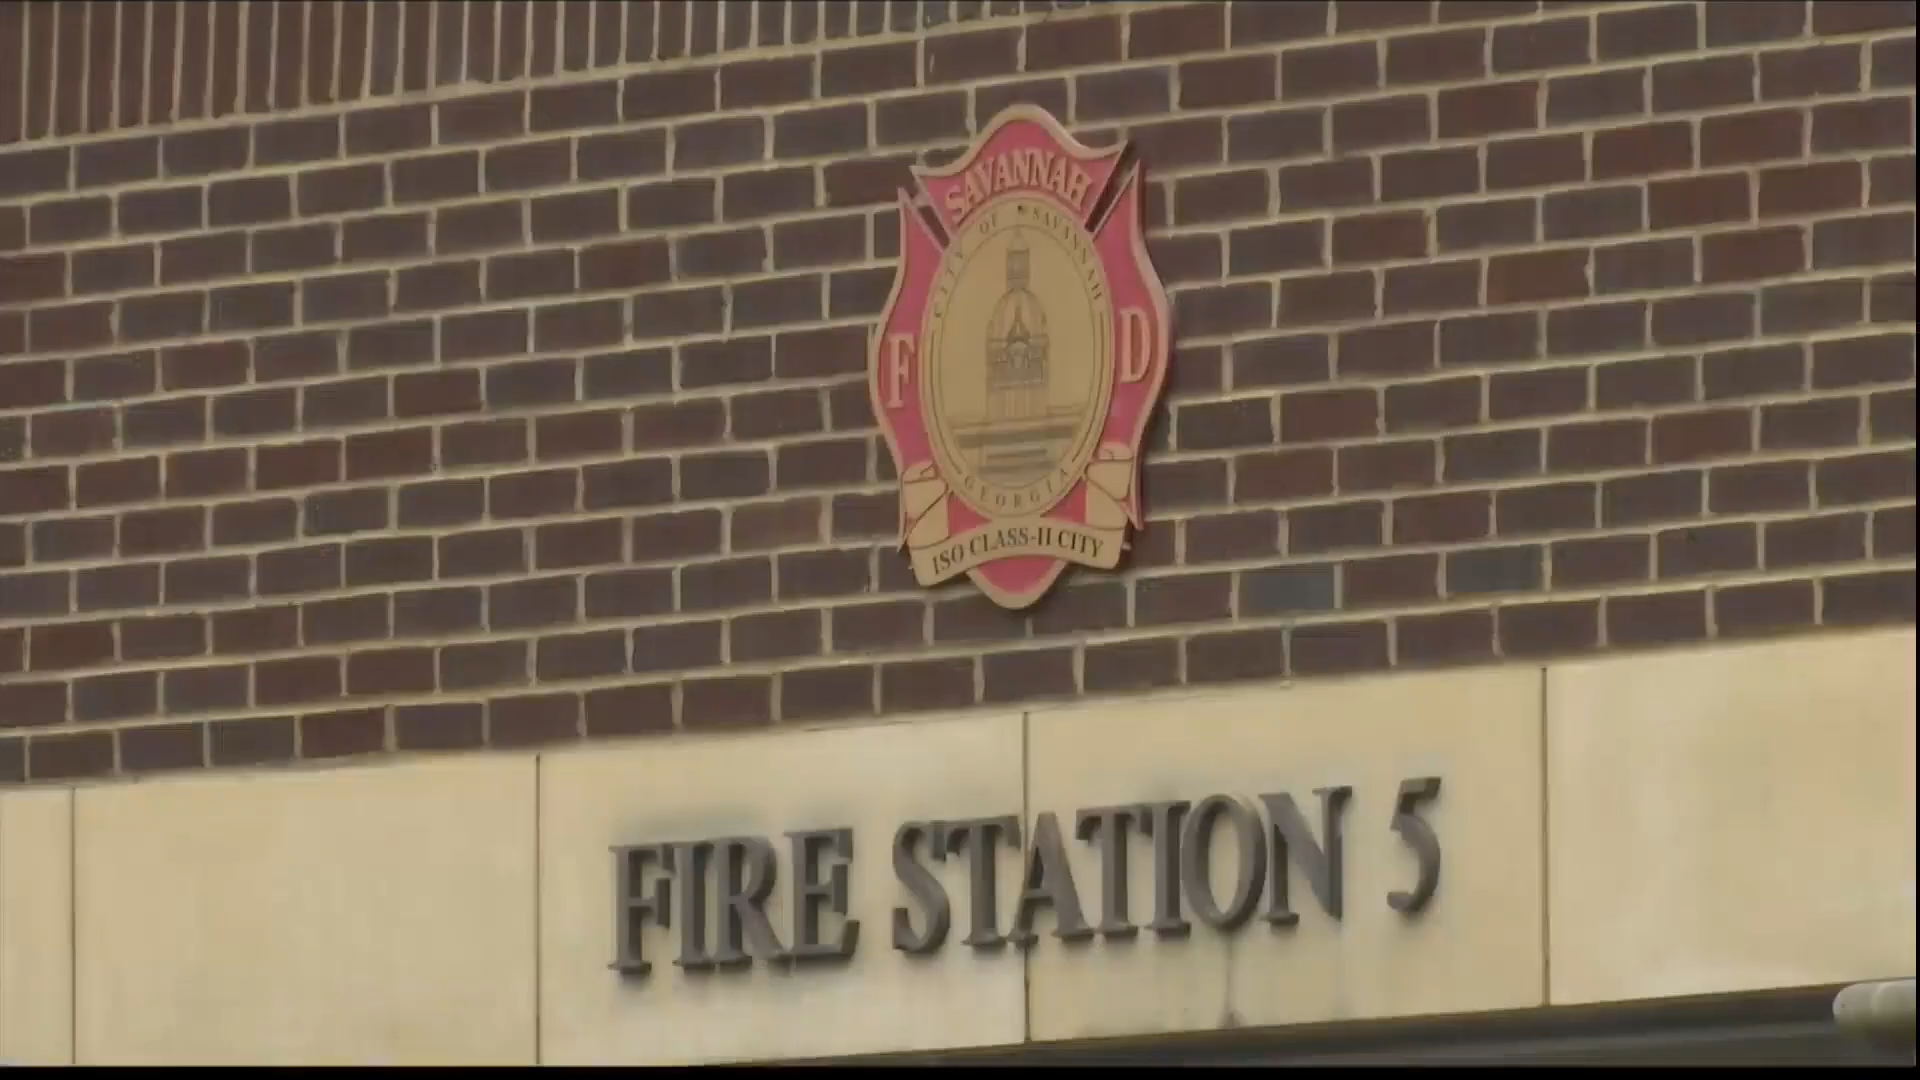 SAVANNAH
CITY OF SAVANNAH
F D
GEORGIA
ISO CLASS-II CITY
FIRE STATION 5